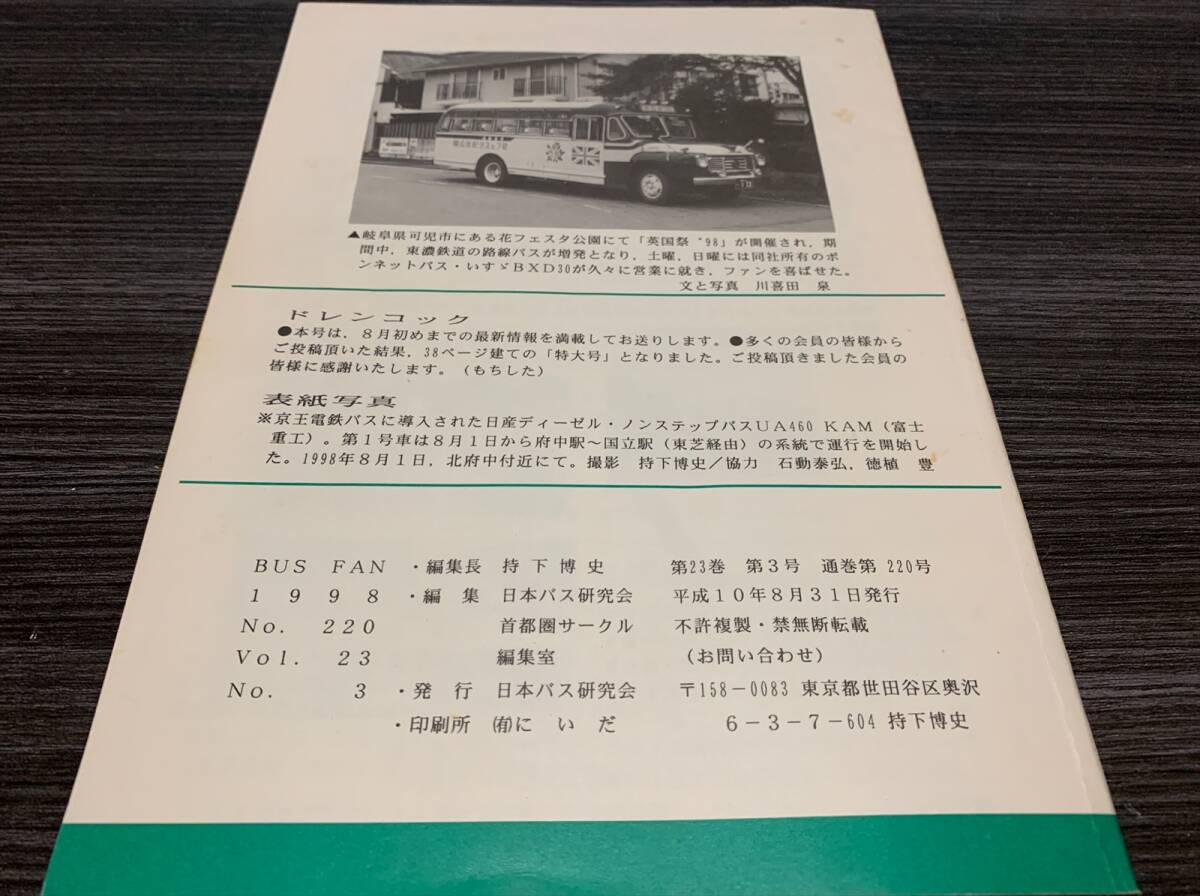 ▲岐阜県可児市にある花フェスタ公園にて「英国祭'98」が開催され，期
間中，東濃鉄道の路線バスが増発となり，土曜，日曜には同社所有のボ
ンネットバス・いすゞBXD30が久々に営業に就き，ファンを喜ばせた。
文と写真　川喜田　泉
ドレンコック
●本号は，8月初めまでの最新情報を満載してお送りします。●多くの会員の皆様から
ご投稿頂いた結果，38ページ建ての「特大号」となりました。ご投稿頂きました会員の
皆様に感謝いたします。（もちした）
表紙写真
※京王電鉄バスに導入された日産ディーゼル・ノンステップバスUA460 KAM（富士
重工）。第1号車は8月1日から府中駅～国立駅（東芝経由）の系統で運行を開始し
た。1998年8月1日，北府中付近にて。撮影　持下博史／協力　石動泰弘，徳植　豊
BUS FAN ・編集長 持下博史 第23巻 第3号 通巻第 220号
1998 ・編集 日本バス研究会 平成10年8月31日発行
No. 220 首都圏サークル 不許複製・禁無断転載
Vol. 23 編集室 （お問い合わせ）
No. 3 ・発行 日本バス研究会 〒158-0083 東京都世田谷区奥沢
・印刷所 ㈲にいだ 6-3-7-604 持下博史